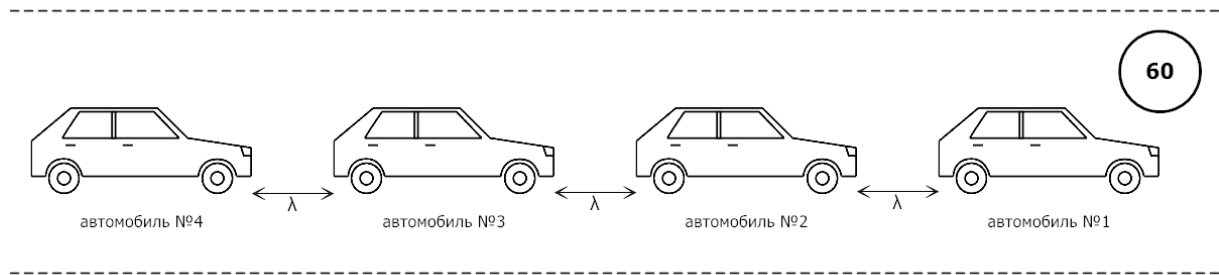 60
λ
λ
λ
автомобиль №4
автомобиль №3
автомобиль №2
автомобиль №1